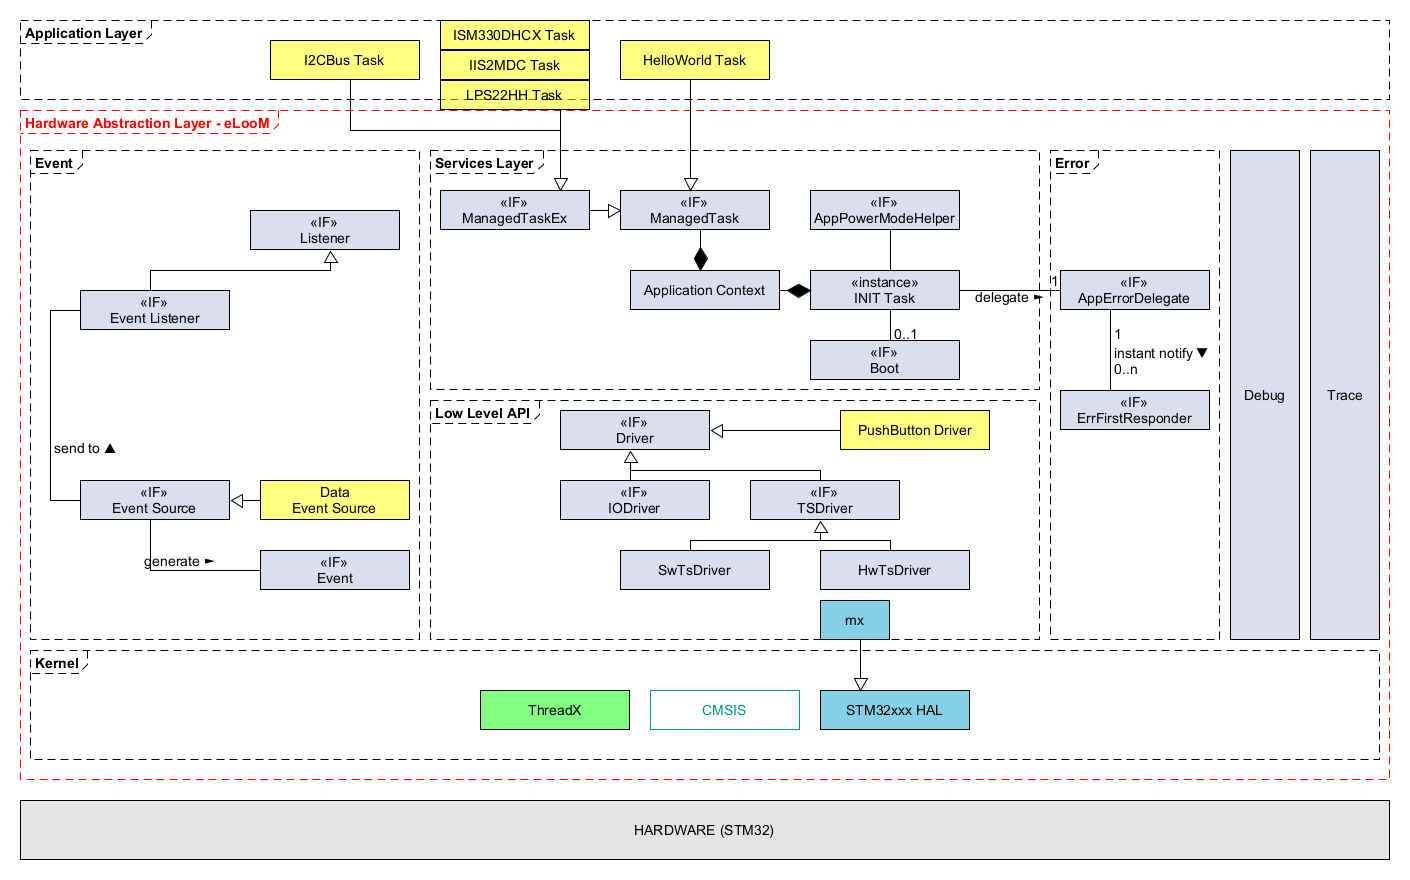 Application Layer
I2CBus Task
ISM330DHCX Task
IIS2MDC Task
LPS22HH Task
HelloWorld Task
Hardware Abstraction Layer - eLooM
Event
«IF»
Listener
«IF»
Event Listener
send to ▲
«IF»
Event Source
Data
Event Source
generate ►
«IF»
Event
Services Layer
«IF»
ManagedTaskEx
«IF»
ManagedTask
«IF»
AppPowerModeHelper
Application Context
«instance»
INIT Task
delegate ►
1
0..1
«IF»
Boot
Low Level API
«IF»
Driver
PushButton Driver
«IF»
IODriver
«IF»
TSDriver
SwTsDriver
HwTsDriver
mx
Error
«IF»
AppErrorDelegate
1
instant notify ▼
0..n
«IF»
ErrFirstResponder
Debug
Trace
Kernel
ThreadX
CMSIS
STM32xxx HAL
HARDWARE (STM32)